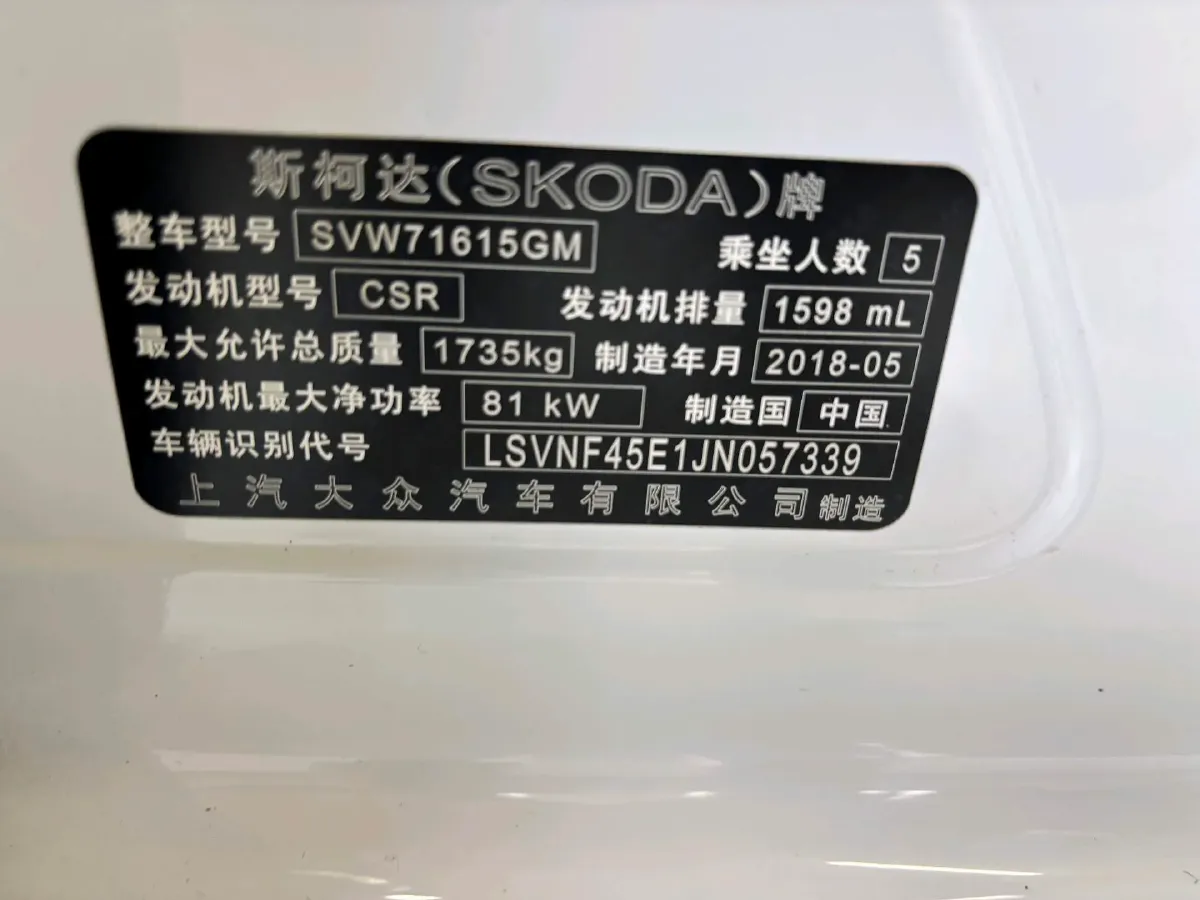 斯柯达(SKODA)牌
整车型号 SVW71615GM 乘坐人数 5
发动机型号 CSR 发动机排量 1598 mL
最大允许总质量 1735kg 制造年月 2018-05
发动机最大净功率 81 kW 制造国 中国
车辆识别代号 LSVNF45E1JN057339
上汽大众汽车有限公司制造